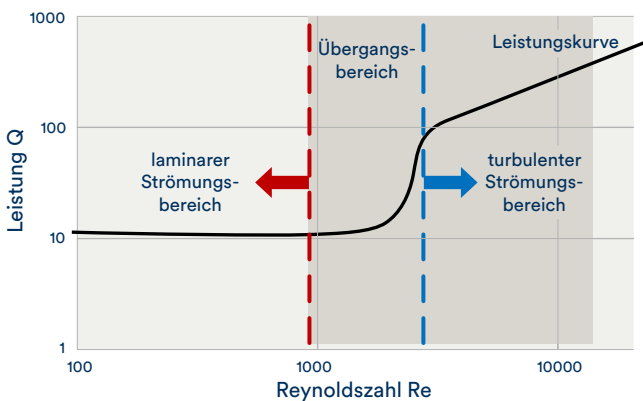 1000
100
10
1
Leistung Q
Übergangs-
bereich
Leistungskurve
laminarer
Strömungs-
bereich
turbulenter
Strömungs-
bereich
100
1000
10000
Reynoldszahl Re